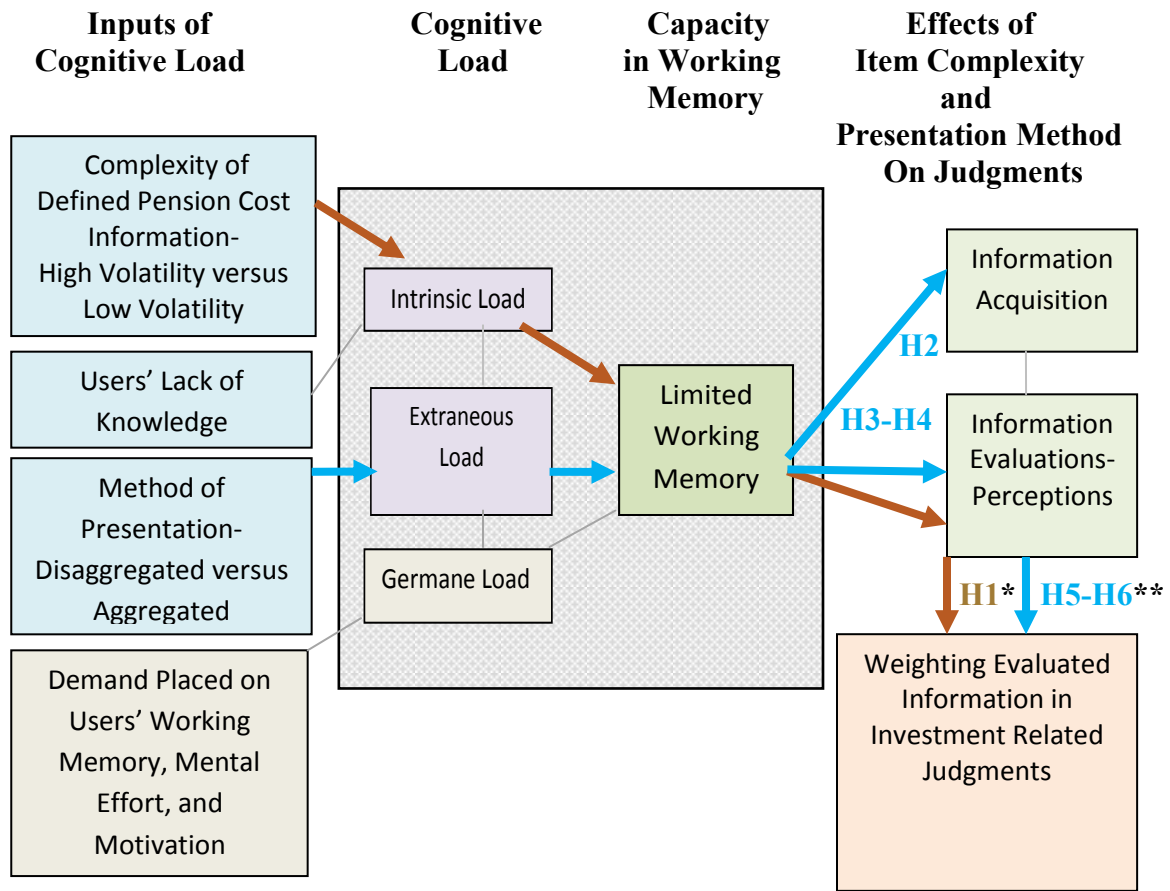 Inputs of
Cognitive Load
Cognitive
Load
Capacity
in Working
Memory
Effects of
Item Complexity
and
Presentation Method
On Judgments
Complexity of
Defined Pension Cost
Information-
High Volatility versus
Low Volatility
Users’ Lack of
Knowledge
Method of
Presentation-
Disaggregated versus
Aggregated
Demand Placed on
Users’ Working
Memory, Mental
Effort, and
Motivation
Intrinsic Load
Extraneous
Load
Germane Load
Limited
Working
Memory
H2
H3-H4
Information
Acquisition
Information
Evaluations-
Perceptions
H1*
H5-H6**
Weighting Evaluated
Information in
Investment Related
Judgments